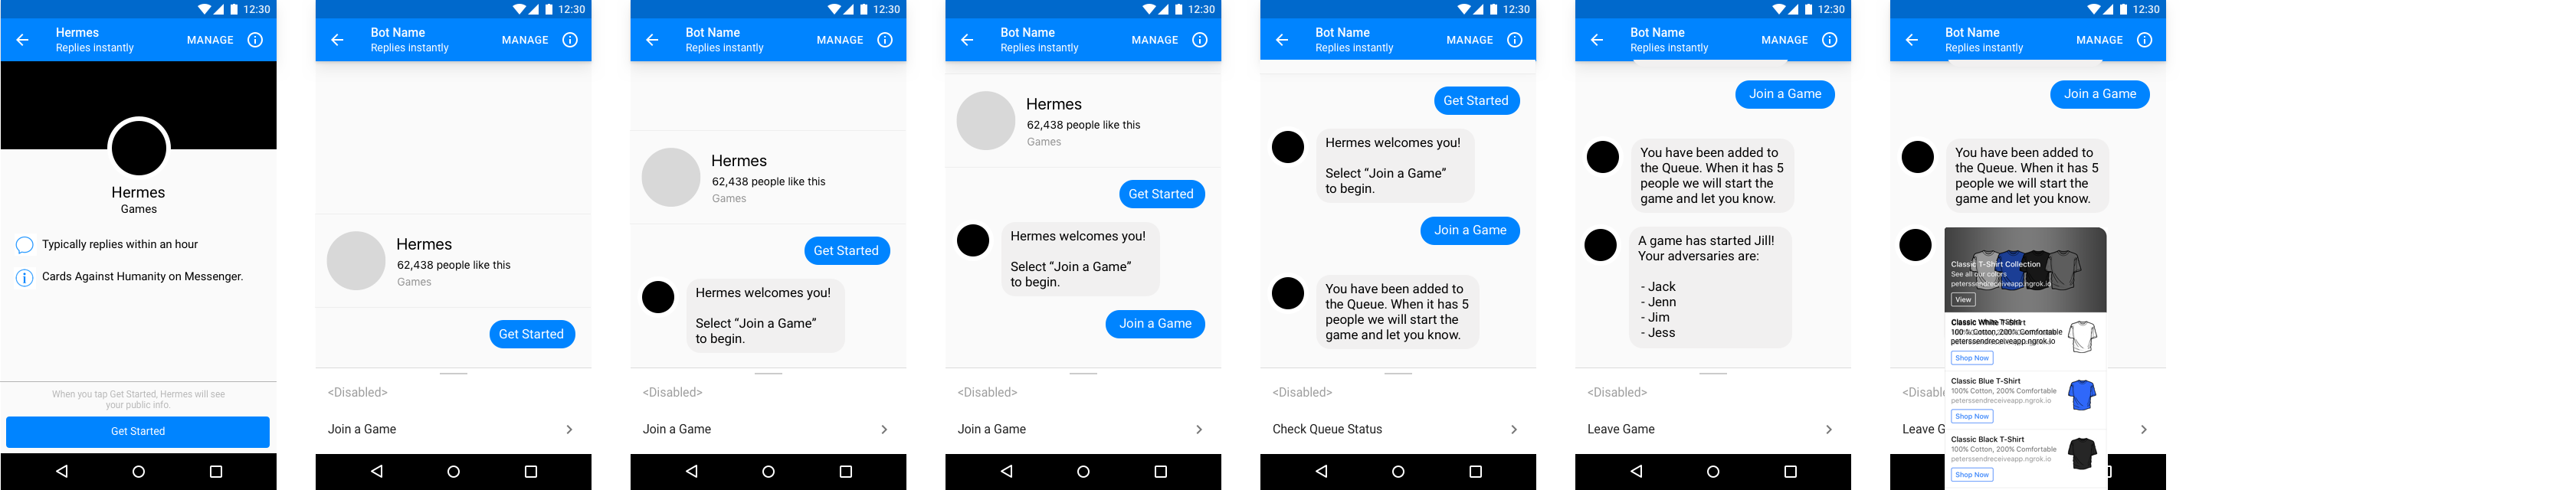 12:30
Hermes
Replies instantly
MANAGE
Hermes
Games
Typically replies within an hour
Cards Against Humanity on Messenger.
When you tap Get Started, Hermes will see
your public info.
Get Started
12:30
Bot Name
Replies instantly
MANAGE
Hermes
62,438 people like this
Games
Get Started
<Disabled>
Join a Game
12:30
Bot Name
Replies instantly
MANAGE
Hermes
62,438 people like this
Games
Get Started
Hermes welcomes you!
Select “Join a Game”
to begin.
<Disabled>
Join a Game
12:30
Bot Name
Replies instantly
MANAGE
Hermes
62,438 people like this
Games
Get Started
Hermes welcomes you!
Select “Join a Game”
to begin.
Join a Game
<Disabled>
Join a Game
12:30
Bot Name
Replies instantly
MANAGE
Get Started
Hermes welcomes you!
Select “Join a Game”
to begin.
Join a Game
You have been added to
the Queue. When it has 5
people we will start the
game and let you know.
<Disabled>
Check Queue Status
12:30
Bot Name
Replies instantly
MANAGE
Join a Game
You have been added to
the Queue. When it has 5
people we will start the
game and let you know.
A game has started Jill!
Your adversaries are:
- Jack
- Jenn
- Jim
- Jess
<Disabled>
Leave Game
12:30
Bot Name
Replies instantly
MANAGE
Join a Game
You have been added to
the Queue. When it has 5
people we will start the
game and let you know.
Classic T-Shirt Collection
See all our colors
peterssendreceiveapp.ngrok.io
View
Classic White T-Shirt
100% Cotton, 200% Comfortable
peterssendreceiveapp.ngrok.io
Shop Now
Classic Blue T-Shirt
100% Cotton, 200% Comfortable
peterssendreceiveapp.ngrok.io
Shop Now
Classic Black T-Shirt
100% Cotton, 200% Comfortable
peterssendreceiveapp.ngrok.io
Shop Now
<Disabl
Leave G